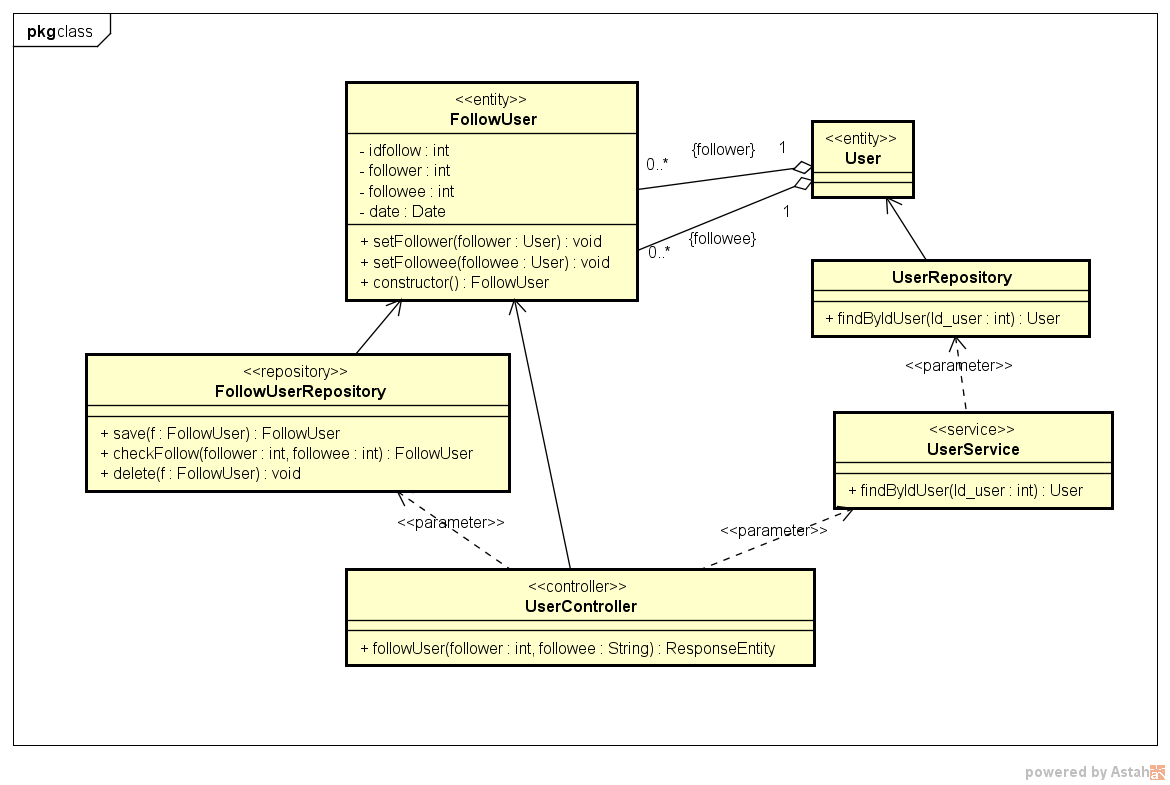 pkg class
<<entity>>
FollowUser
- idfollow : int
- follower : int
- followee : int
- date : Date
+ setFollower(follower : User) : void
+ setFollowee(followee : User) : void
+ constructor() : FollowUser
0..*
{follower}
1
0..*
{followee}
1
<<entity>>
User
UserRepository
+ findByIdUser(Id_user : int) : User
<<parameter>>
<<repository>>
FollowUserRepository
+ save(f : FollowUser) : FollowUser
+ checkFollow(follower : int, followee : int) : FollowUser
+ delete(f : FollowUser) : void
<<service>>
UserService
+ findByIdUser(Id_user : int) : User
<<parameter>>
<<parameter>>
<<controller>>
UserController
+ followUser(follower : int, followee : String) : ResponseEntity
powered by Astah